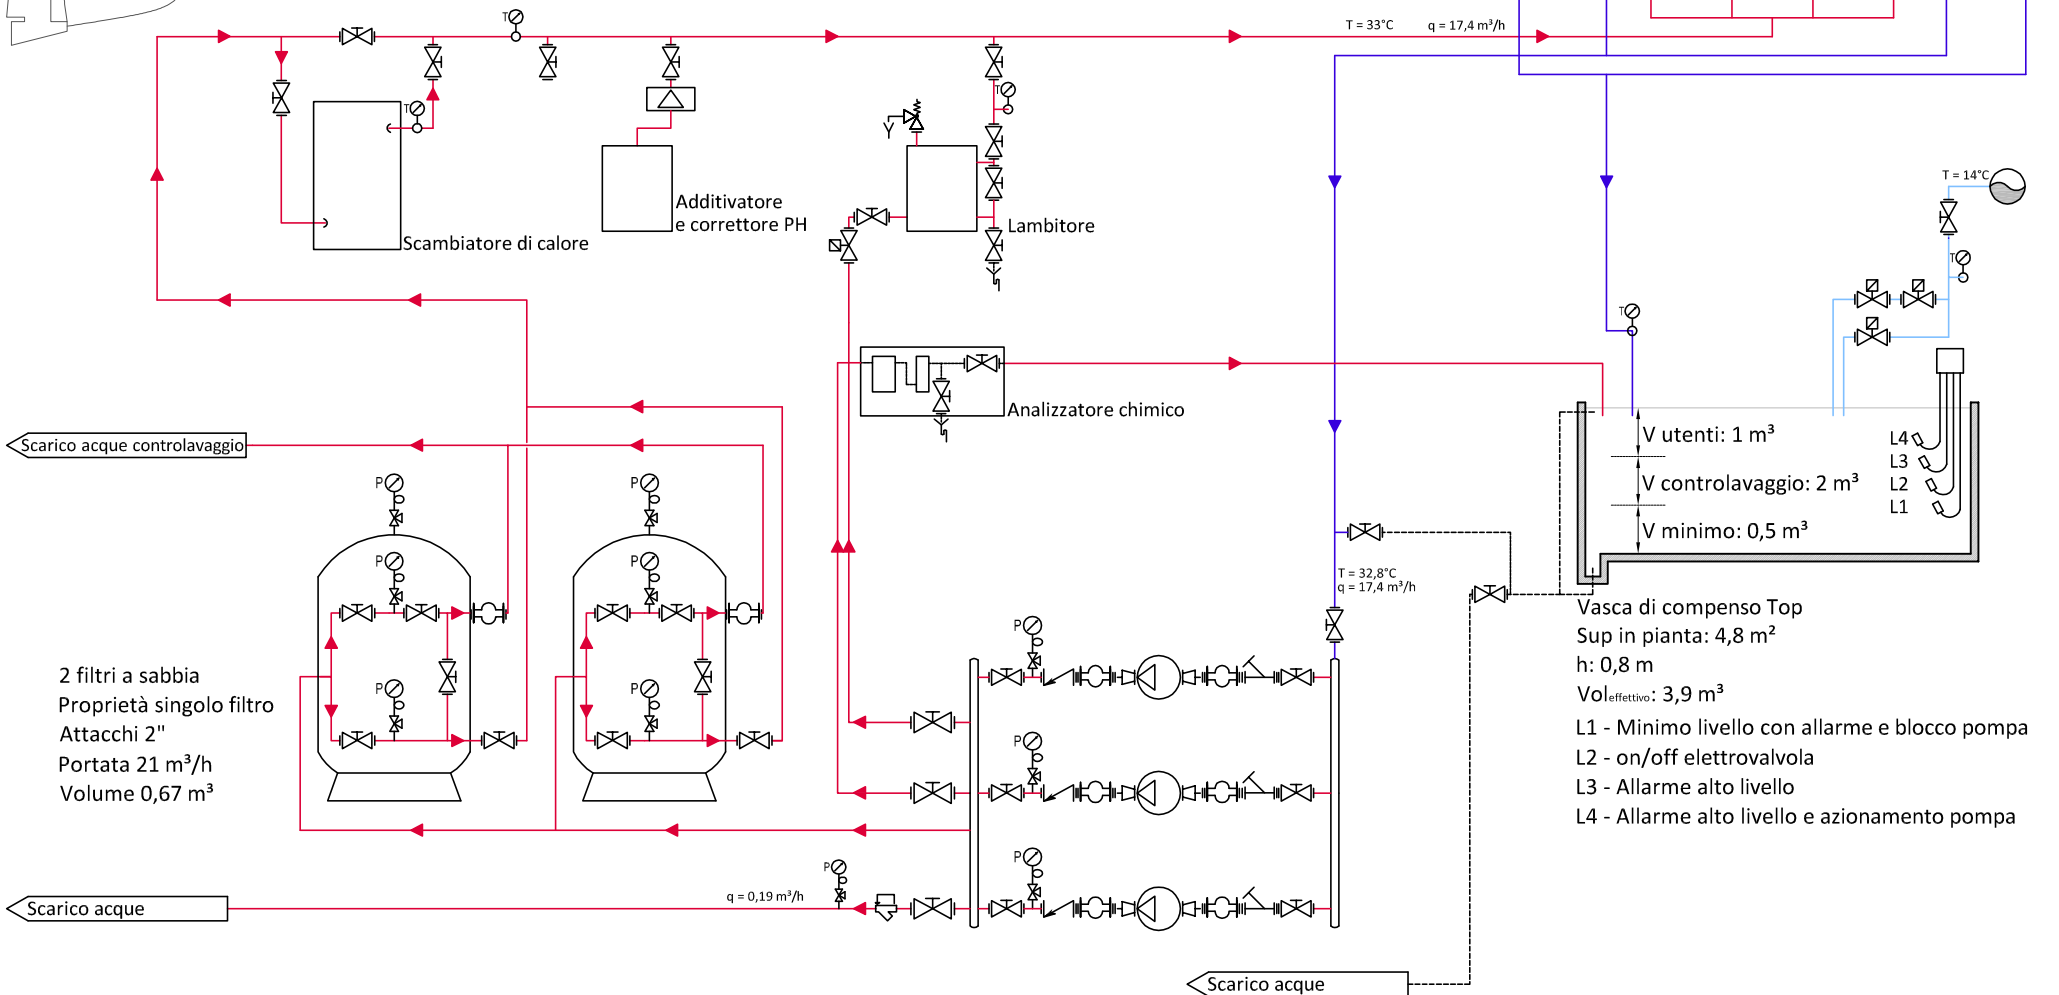 T
T = 33°C
q = 17,4 m³/h
T
T
T = 14°C
Additivatore
e correttore PH
Lambitore
Scambiatore di calore
T
T
Analizzatore chimico
Scarico acque controlavaggio
V utenti: 1 m³
L4
L3
V controlavaggio: 2 m³
L2
L1
V minimo: 0,5 m³
P
P
P
P
T = 32,8°C
q = 17,4 m³/h
Vasca di compenso Top
Sup in pianta: 4,8 m²
h: 0,8 m
Voleffettivo: 3,9 m³
L1 - Minimo livello con allarme e blocco pompa
L2 - on/off elettrovalvola
L3 - Allarme alto livello
L4 - Allarme alto livello e azionamento pompa
P
2 filtri a sabbia
Proprietà singolo filtro
Attacchi 2"
Portata 21 m³/h
Volume 0,67 m³
P
P
P
P
P
q = 0,19 m³/h
Scarico acque
Scarico acque